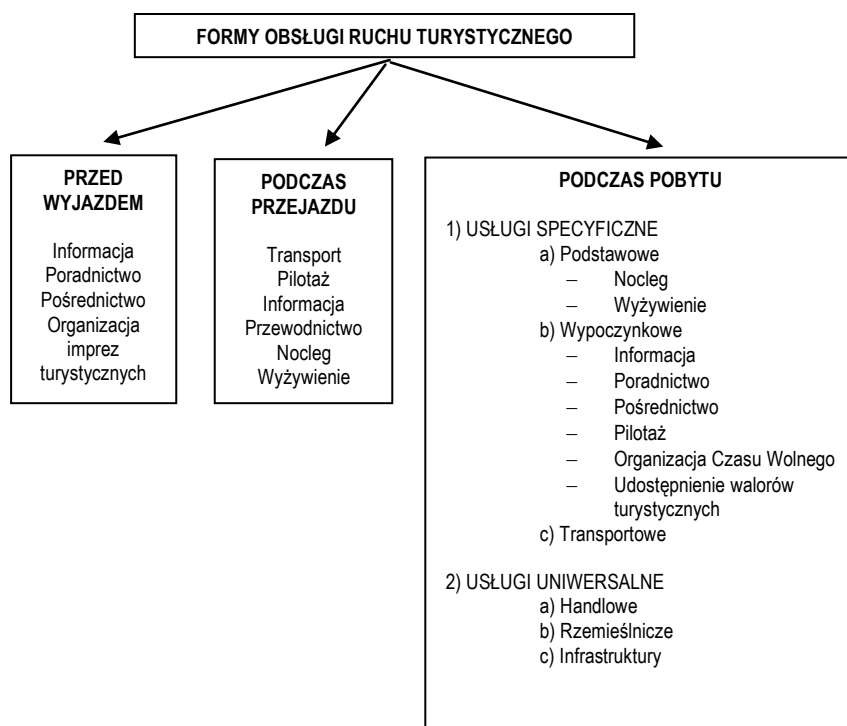 FORMY OBSŁUGI RUCHU TURYSTYCZNEGO
PRZED
WYJAZDEM
Informacja
Poradnictwo
Pośrednictwo
Organizacja
imprez
turystycznych
PODCZAS
PRZEJAZDU
Transport
Pilotaż
Informacja
Przewodnictwo
Nocleg
Wyżywienie
PODCZAS POBYTU
1) USŁUGI SPECYFICZNE
a) Podstawowe
– Nocleg
– Wyżywienie
b) Wypoczynkowe
– Informacja
– Poradnictwo
– Pośrednictwo
– Pilotaż
– Organizacja Czasu Wolnego
– Udostępnienie walorów
turystycznych
c) Transportowe
2) USŁUGI UNIWERSALNE
a) Handlowe
b) Rzemieślnicze
c) Infrastruktury